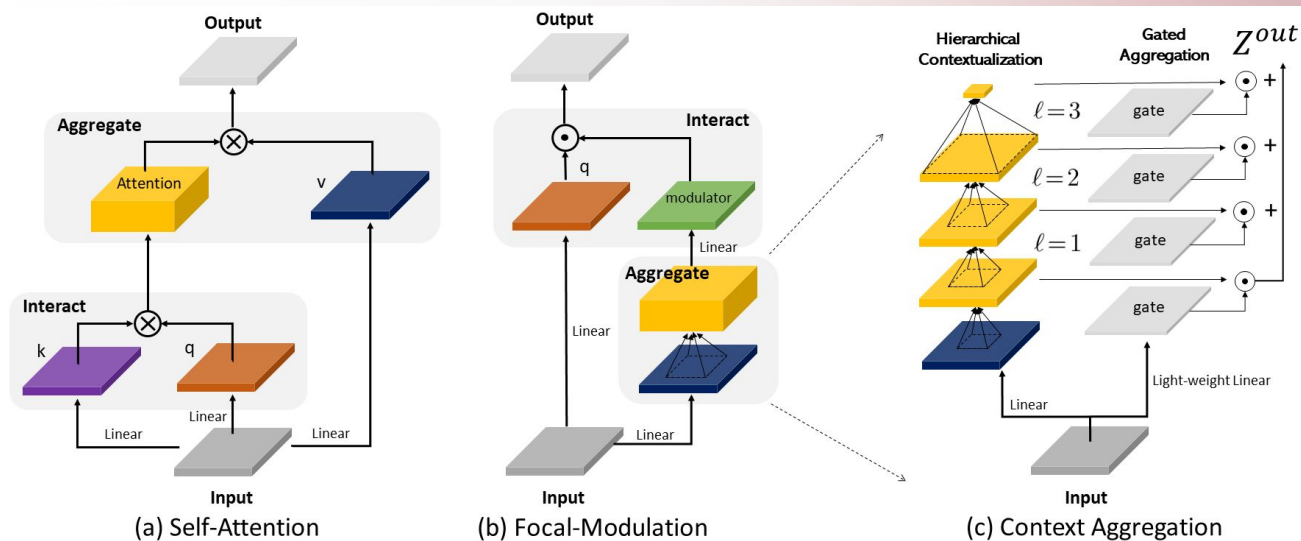 Output
Aggregate
Attention
v
Interact
k
q
Linear
Linear
Linear
Input
(a) Self-Attention
Output
Interact
q
modulator
Linear
Aggregate
Linear
Linear
Input
(b) Focal-Modulation
Hierarchical
Contextualization
Gated
Aggregation
Z^{out}
+
ℓ=3
gate
+
ℓ=2
gate
+
ℓ=1
gate
gate
Light-weight Linear
Linear
Input
(c) Context Aggregation